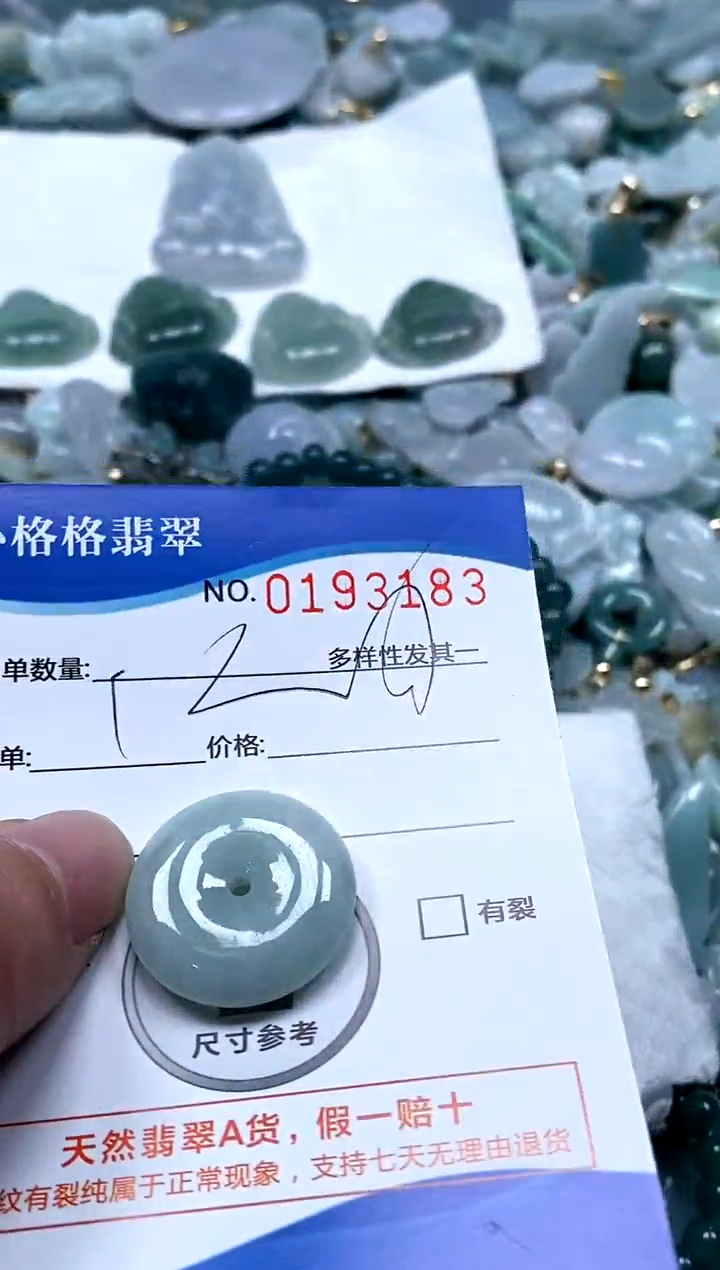 小格格翡翠
NO. 0193183
单数量: 多样性发其一
单: 价格:
有裂
尺寸参考
天然翡翠A货，假一赔十
纹有裂纯属于正常现象，支持七天无理由退货